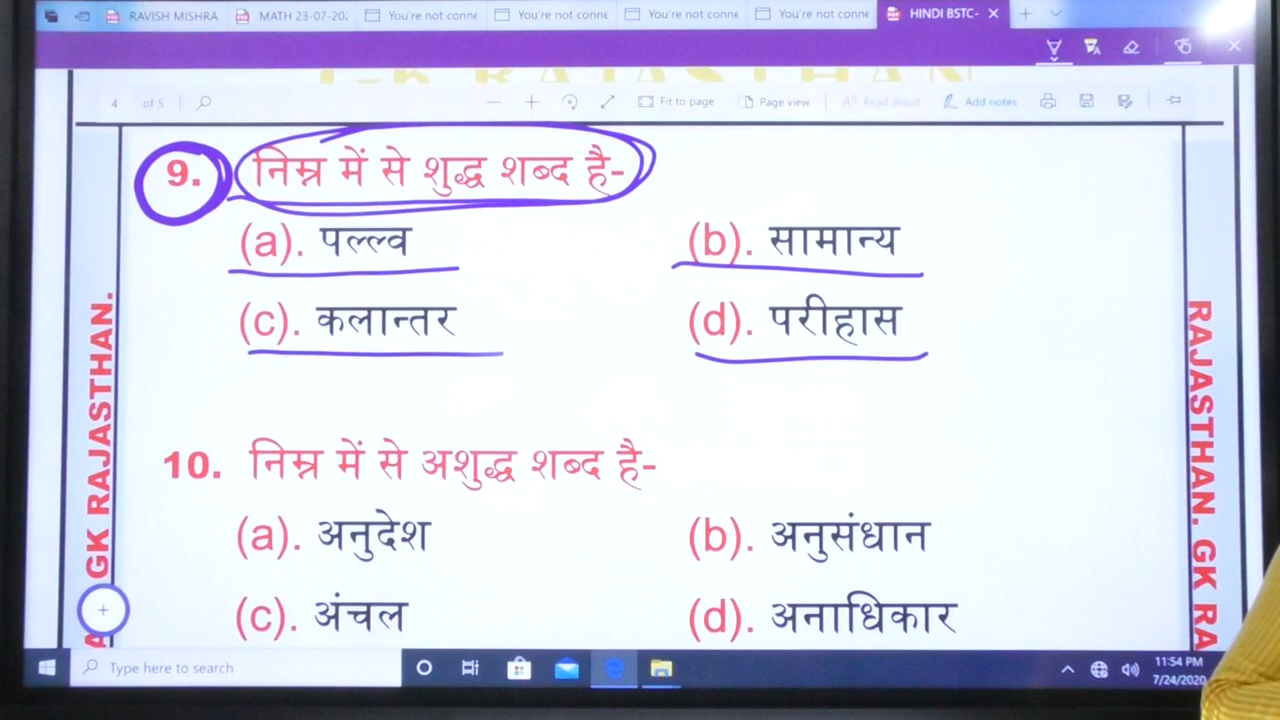 RAVISH MISHRA MATH 23-07-202 You're not conne You're not conne You're not conne You're not conne HINDI BSTC-
GK RAJASTHAN
4 of 5 Fit to page Page view Read aloud Add notes
9. निम्न में से शुद्ध शब्द है-
(a). पल्ल्व (b). सामान्य
(c). कलान्तर (d). परीहास
10. निम्न में से अशुद्ध शब्द है-
(a). अनुदेश (b). अनुसंधान
(c). अंचल (d). अनाधिकार
GK RAJASTHAN.
RAJASTHAN. GK RA
Type here to search
11:54 PM
7/24/2020